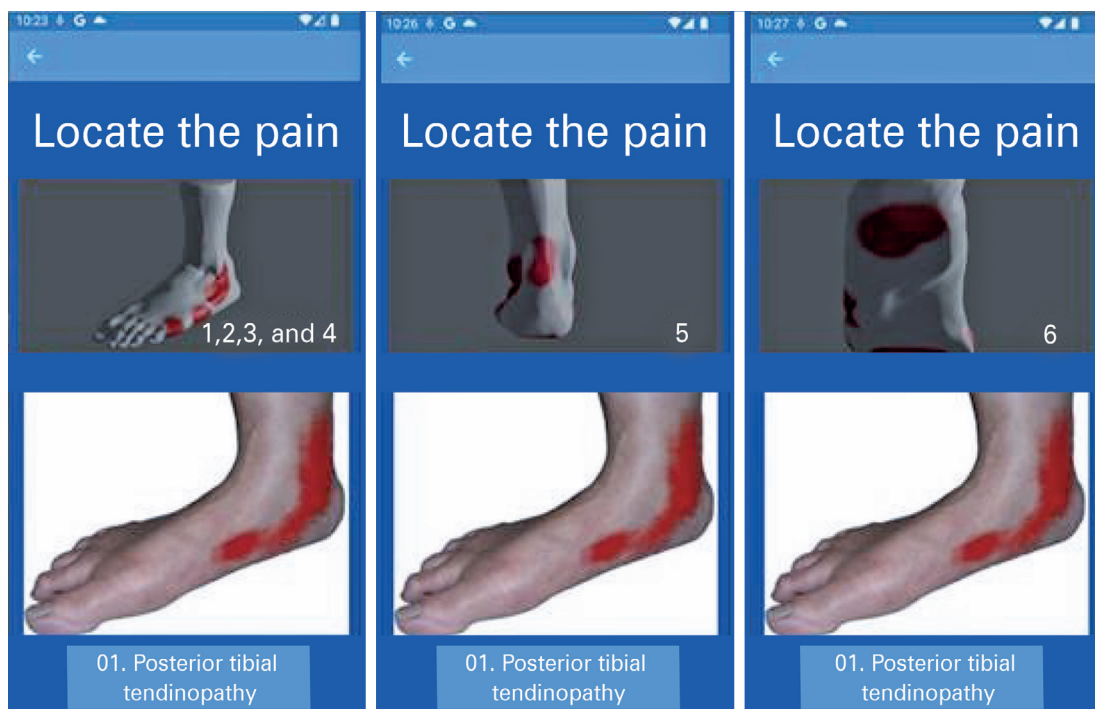 10:23 G
Locate the pain
1,2,3, and 4
01. Posterior tibial
tendinopathy
10:26 G
Locate the pain
5
01. Posterior tibial
tendinopathy
10:27 G
Locate the pain
6
01. Posterior tibial
tendinopathy